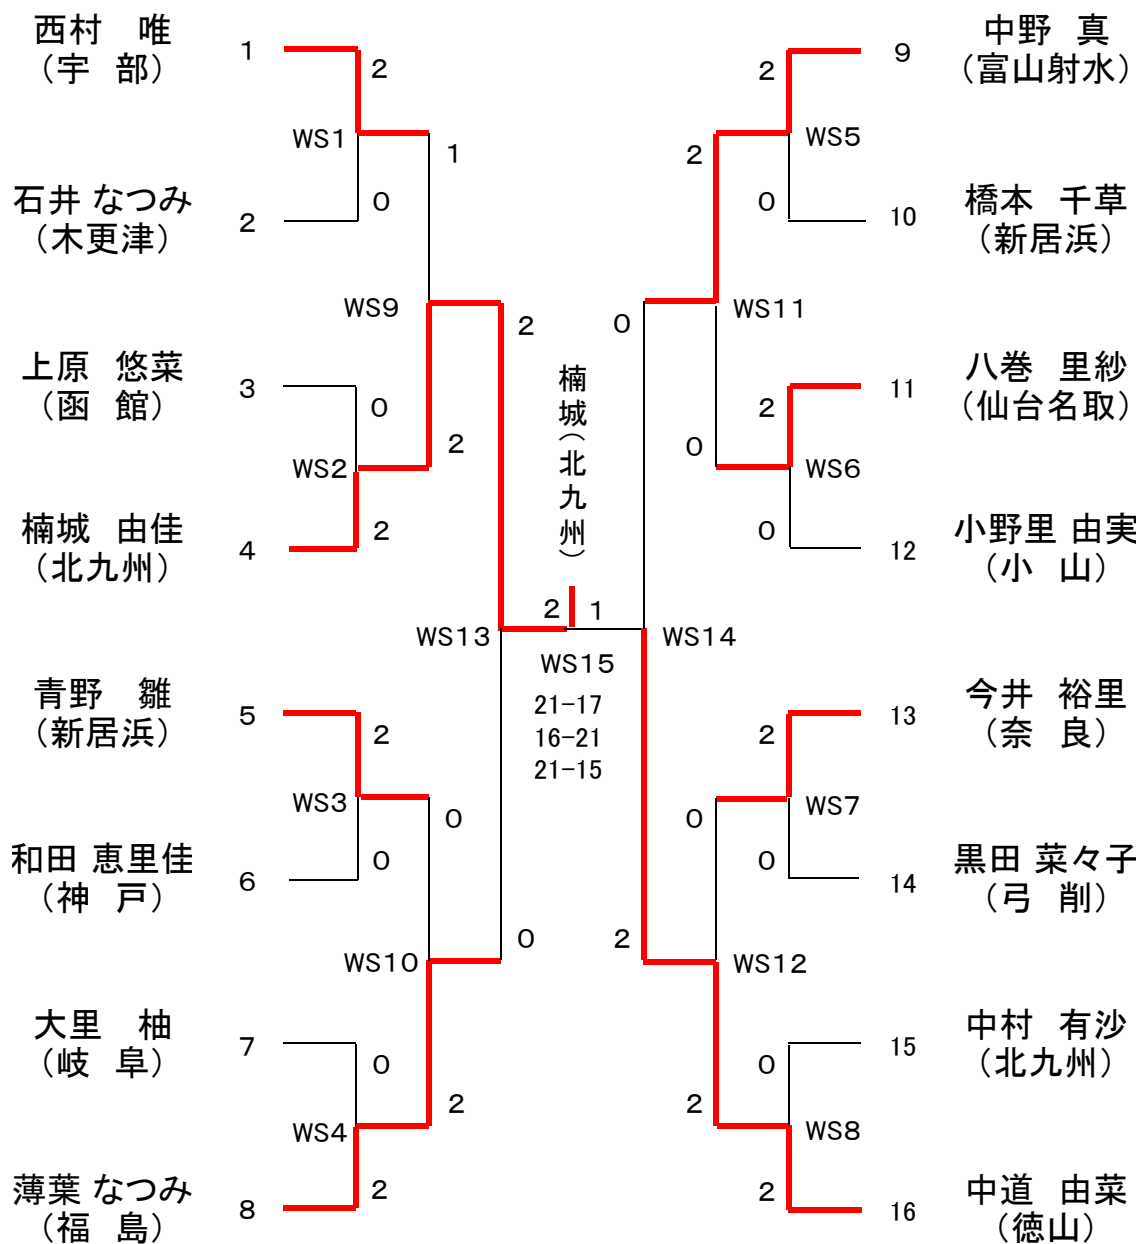 西村　唯
（宇　部）
1
2
WS1
0
石井 なつみ
（木更津）
2
1
WS9
2
上原　悠菜
（函　館）
3
0
WS2
2
2
楠城　由佳
（北九州）
4
青野　雛
（新居浜）
5
2
WS3
0
0
和田 恵里佳
（神　戸）
6
WS10
0
大里　柚
（岐　阜）
7
0
WS4
2
2
薄葉 なつみ
（福　島）
8
WS13
楠城（北九州）
2
1
WS15
21-17
16-21
21-15
WS14
中野　真
（富山射水）
9
2
WS5
2
0
橋本　千草
（新居浜）
10
WS11
0
八巻　里紗
（仙台名取）
11
2
WS6
0
0
小野里 由実
（小　山）
12
今井　裕里
（奈　良）
13
2
WS7
0
0
黒田 菜々子
（弓　削）
14
2
WS12
中村　有沙
（北九州）
15
0
WS8
2
2
中道　由菜
（徳山）
16